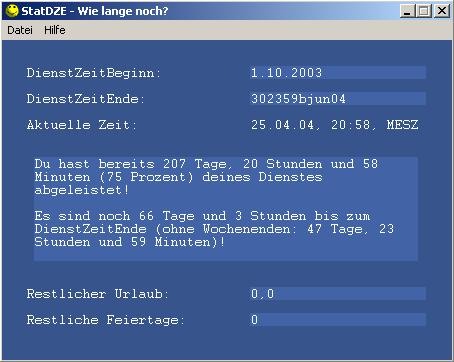 StatDZE - Wie lange noch?
Datei Hilfe
DienstZeitBeginn: 1.10.2003
DienstZeitEnde: 302359bjun04
Aktuelle Zeit: 25.04.04, 20:58, MESZ
Du hast bereits 207 Tage, 20 Stunden und 58
Minuten (75 Prozent) deines Dienstes
abgeleistet!
Es sind noch 66 Tage und 3 Stunden bis zum
DienstZeitEnde (ohne Wochenenden: 47 Tage, 23
Stunden und 59 Minuten)!
Restlicher Urlaub: 0,0
Restliche Feiertage: 0